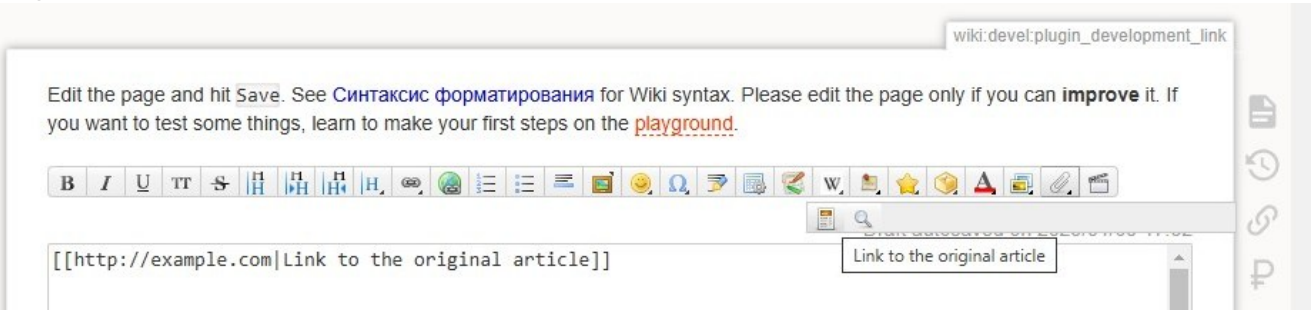 wiki:devel:plugin_development_link
Edit the page and hit Save. See Синтаксис форматирования for Wiki syntax. Please edit the page only if you can improve it. If
you want to test some things, learn to make your first steps on the playground.
B I U TT S H H H H Ω W A
[[http://example.com|Link to the original article]]
Link to the original article